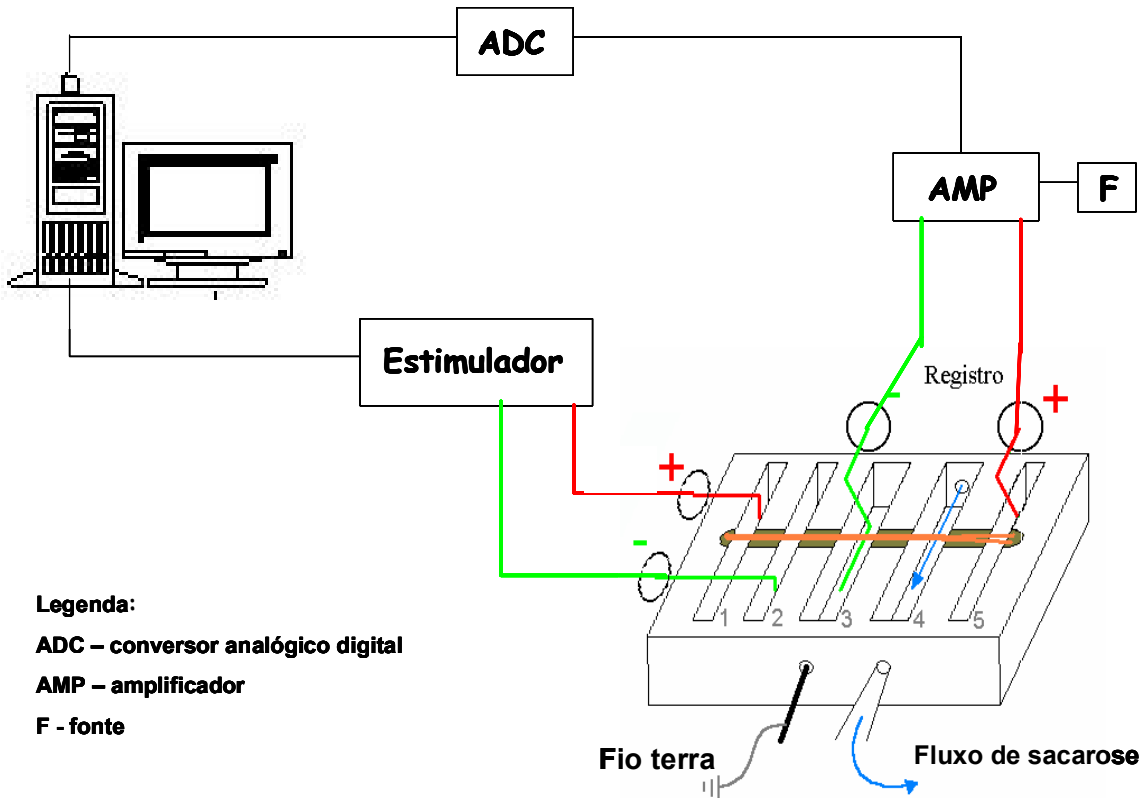 ADC
AMP
F
Estimulador
Registro
-
+
+
-
1 2 3 4 5
Legenda:
ADC – conversor analógico digital
AMP – amplificador
F - fonte
Fio terra
Fluxo de sacarose